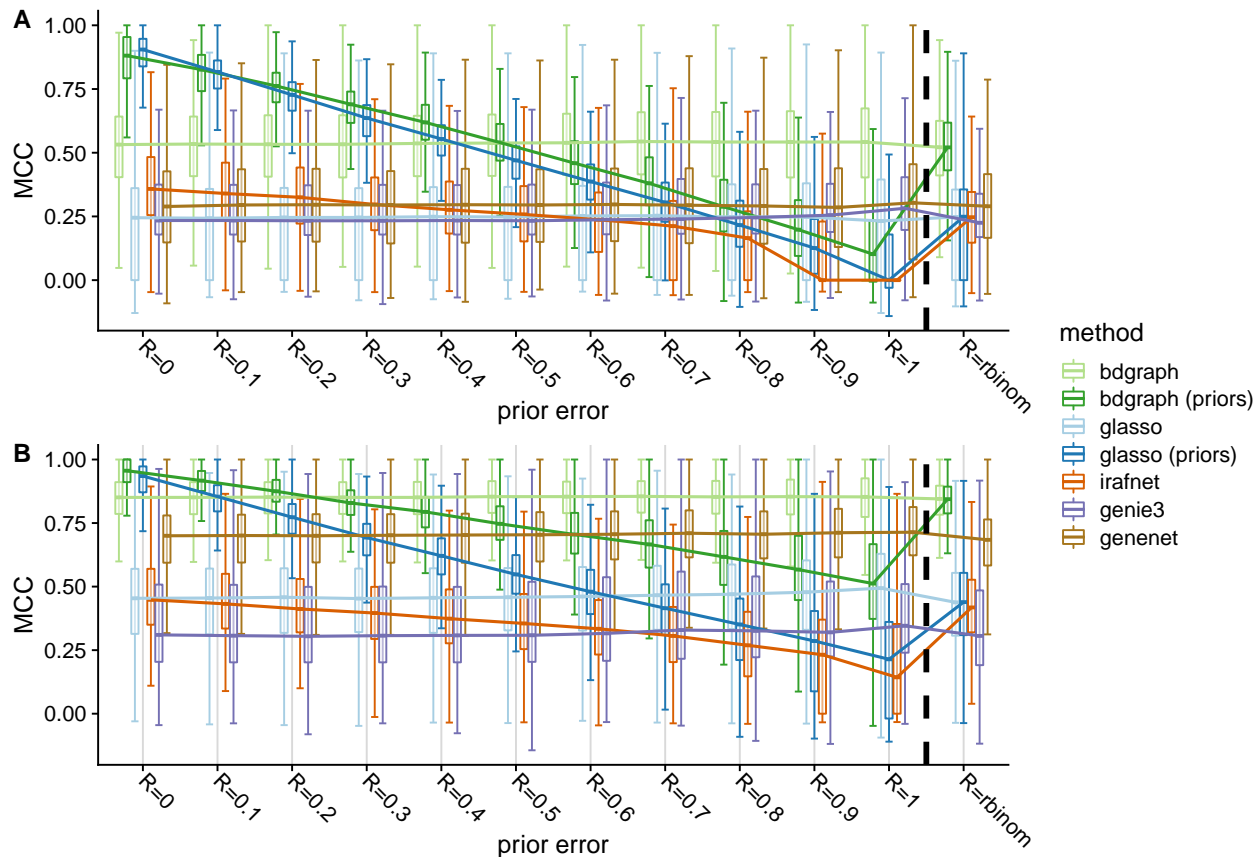 A
1.00
0.75
0.50
0.25
0.00
MCC
R=0
R=0.1
R=0.2
R=0.3
R=0.4
R=0.5
R=0.6
R=0.7
R=0.8
R=0.9
R=1
R=rbinom
prior error
B
1.00
0.75
0.50
0.25
0.00
MCC
R=0
R=0.1
R=0.2
R=0.3
R=0.4
R=0.5
R=0.6
R=0.7
R=0.8
R=0.9
R=1
R=rbinom
prior error
method
bdgraph
bdgraph (priors)
glasso
glasso (priors)
irafnet
genie3
genenet